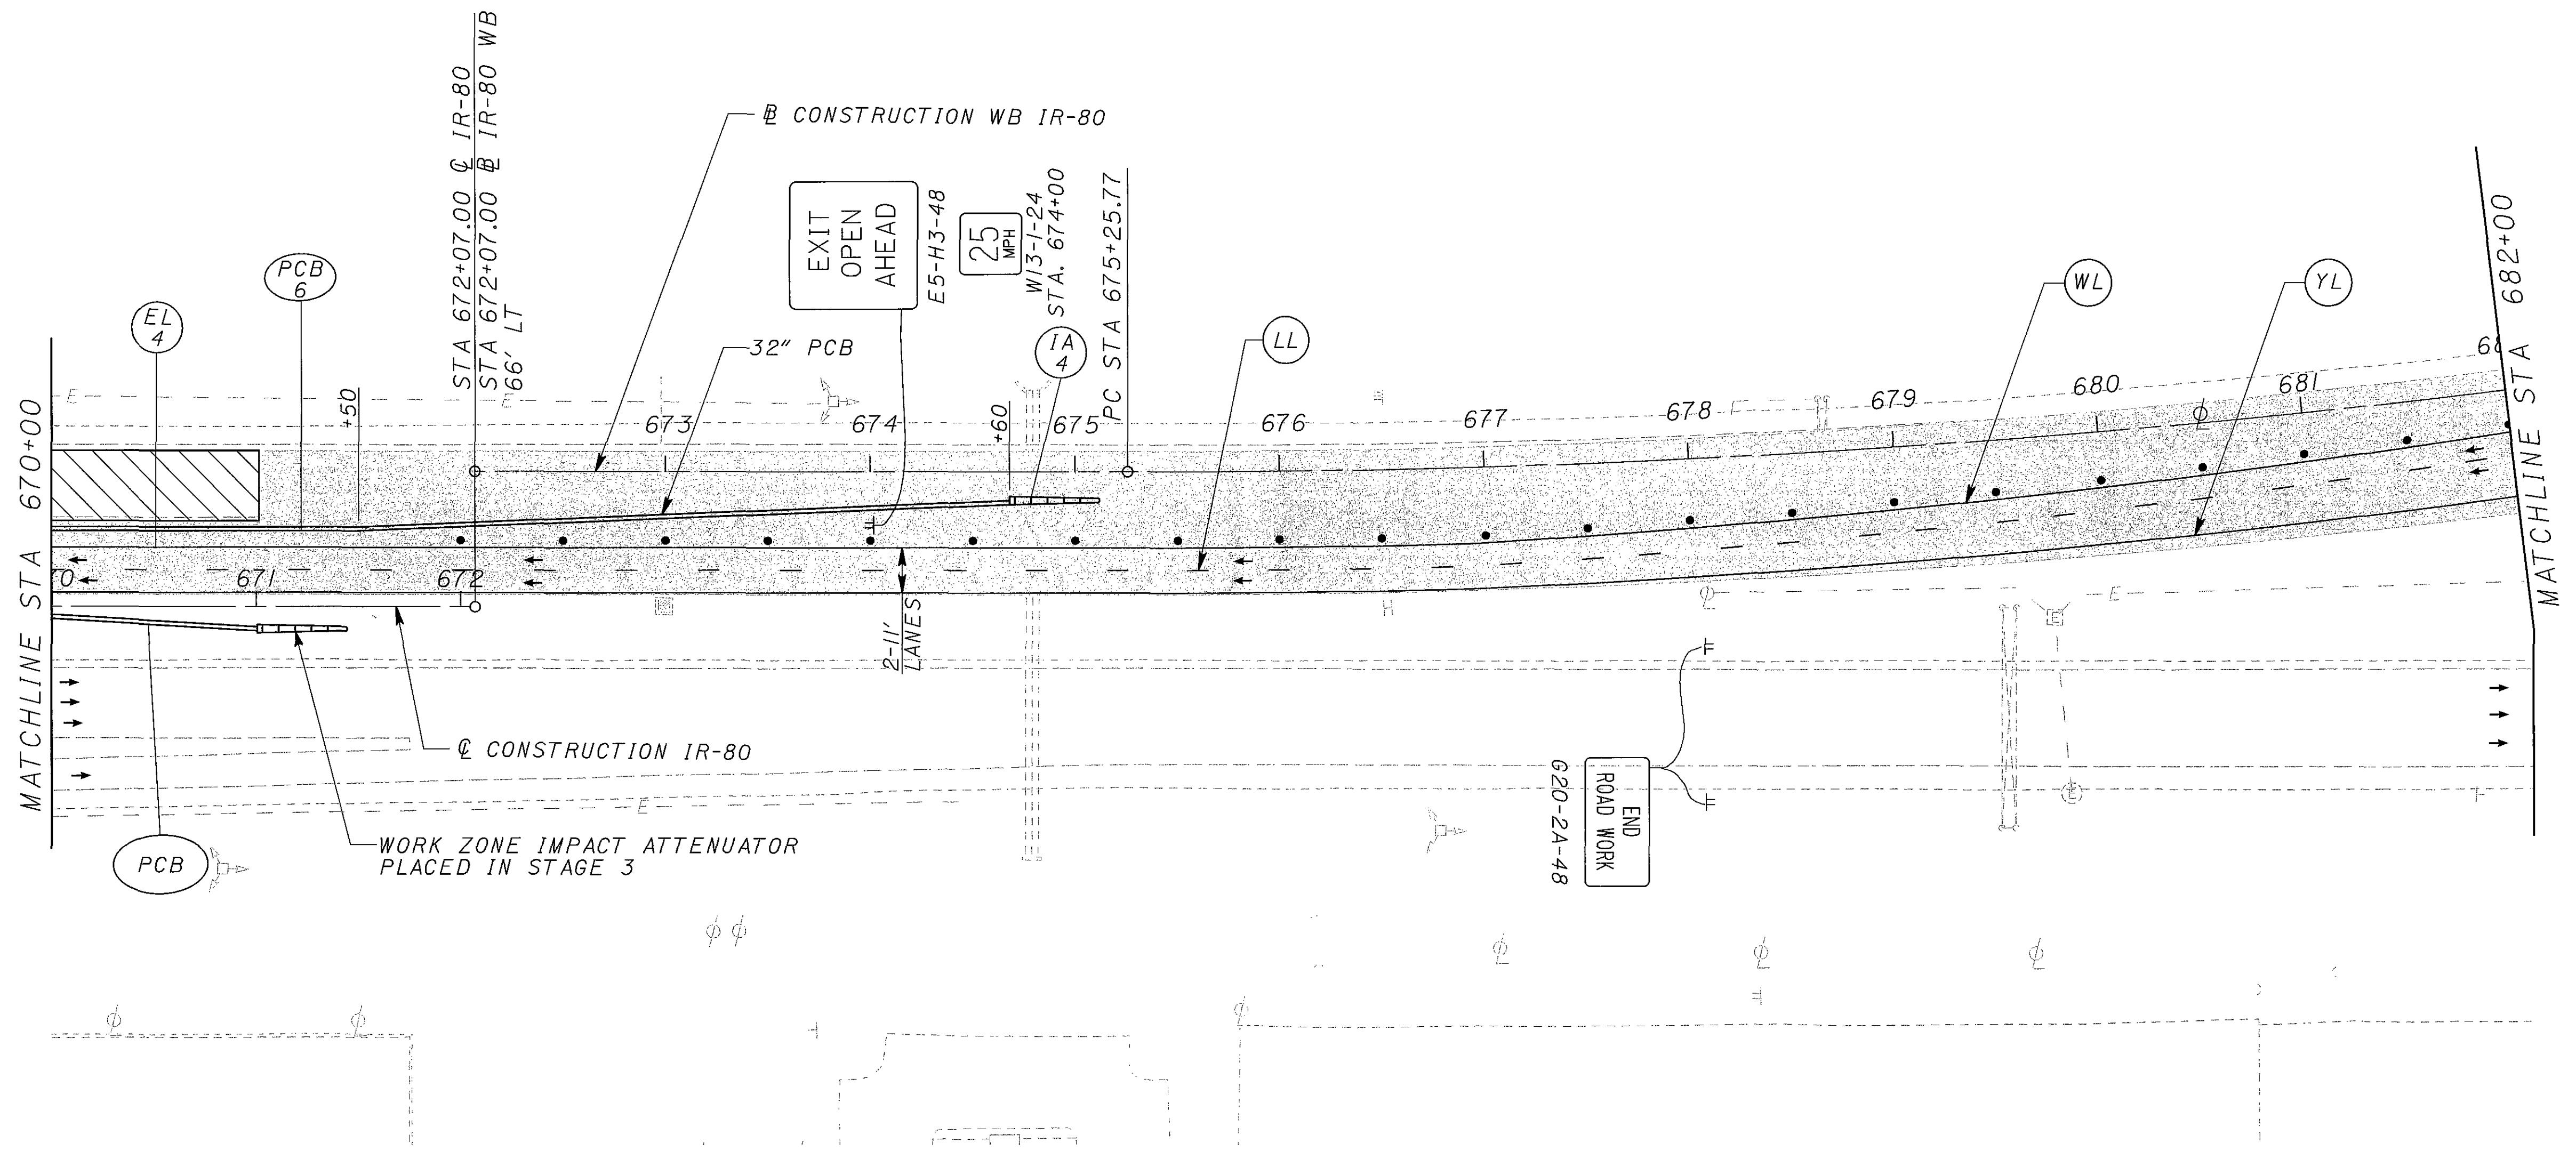 STA 672+07.00 ℄ IR-80
STA 672+07.00 ⅊ IR-80 WB
66' LT
⅊ CONSTRUCTION WB IR-80
EXIT
OPEN
AHEAD
E5-H3-48
25
MPH
W13-1-24
STA. 674+00
PC STA 675+25.77
PCB
6
EL
4
+50
32" PCB
IA
4
+60
LL
WL
YL
MATCHLINE STA 682+00
MATCHLINE STA 670+00
E
E
673
674
675
676
677
678
679
680
681
68
70
671
672
2-11'
LANES
E
E
℄ CONSTRUCTION IR-80
E
E
PCB
WORK ZONE IMPACT ATTENUATOR
PLACED IN STAGE 3
END
ROAD WORK
G20-2A-48